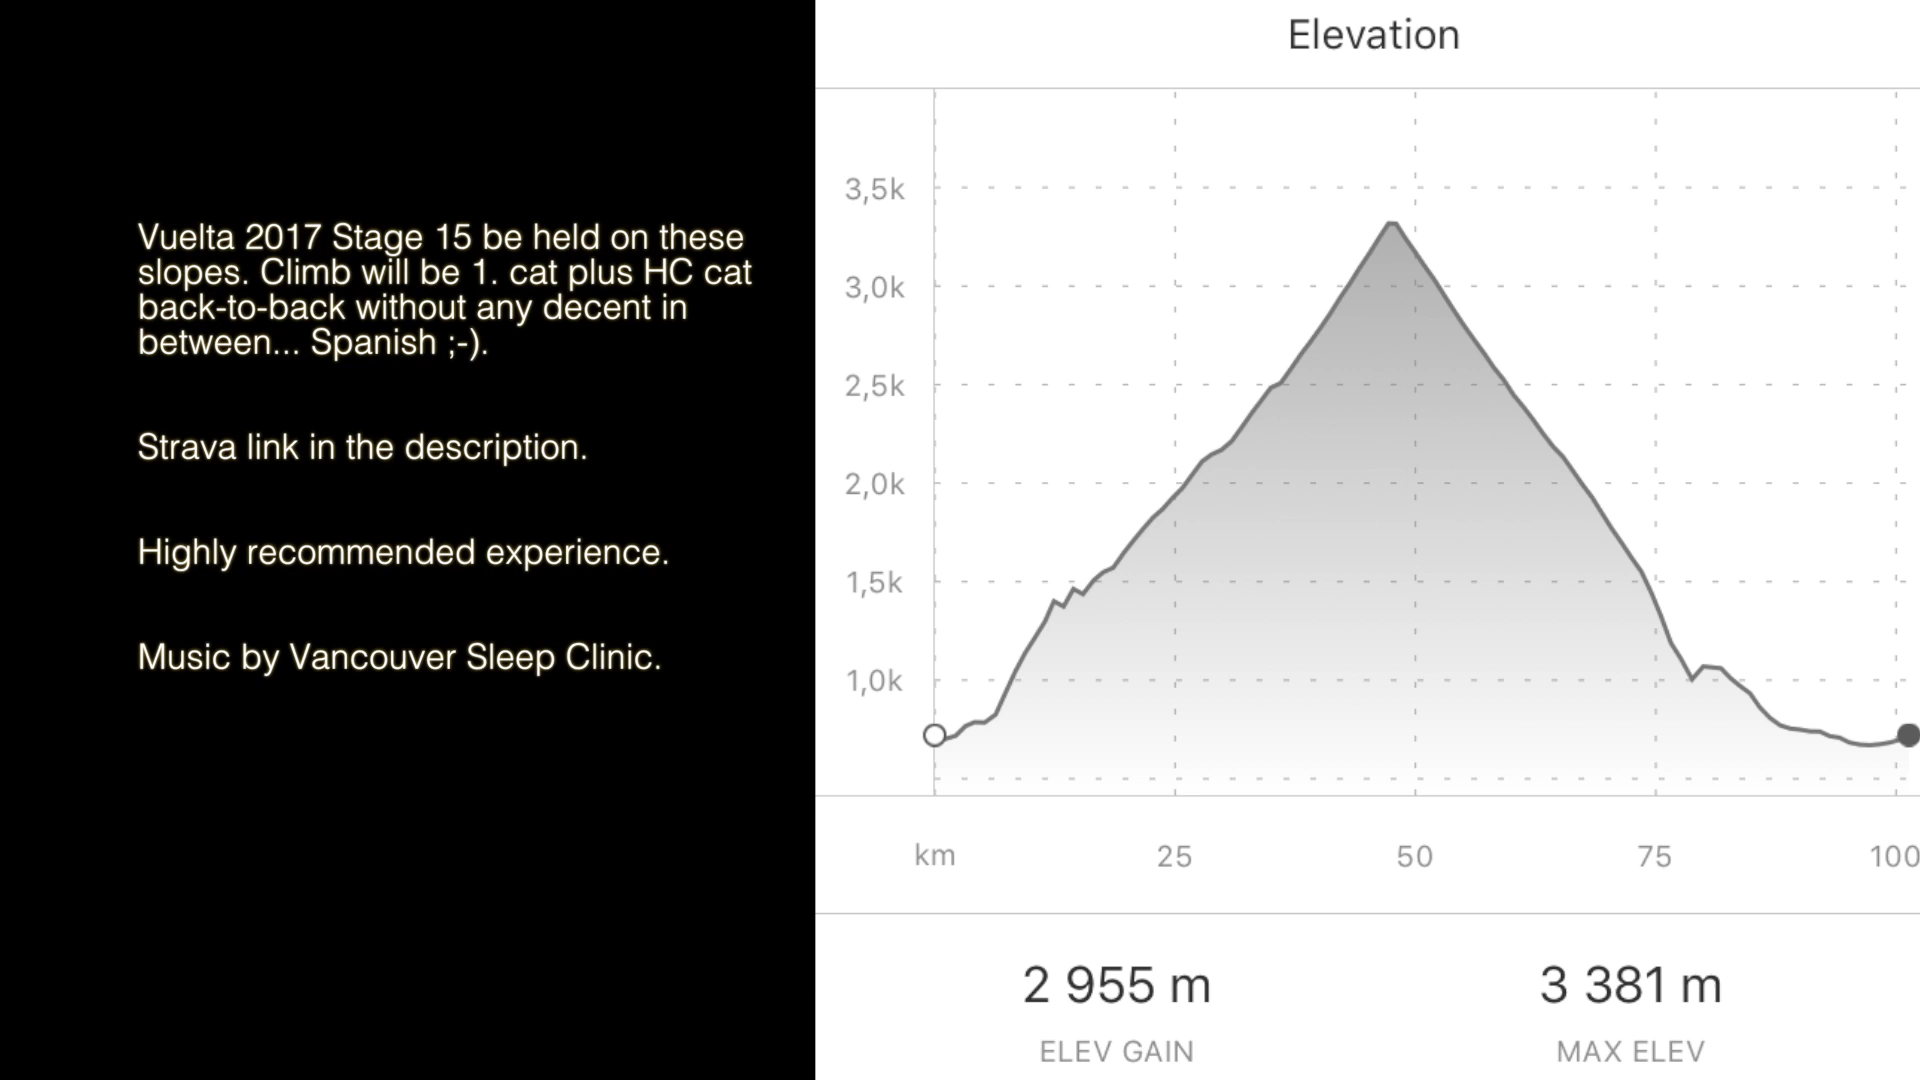 Vuelta 2017 Stage 15 be held on these
slopes. Climb will be 1. cat plus HC cat
back-to-back without any decent in
between... Spanish ;-).
Strava link in the description.
Highly recommended experience.
Music by Vancouver Sleep Clinic.
Elevation
3,5k
3,0k
2,5k
2,0k
1,5k
1,0k
km 25 50 75 100
2 955 m 3 381 m
ELEV GAIN MAX ELEV